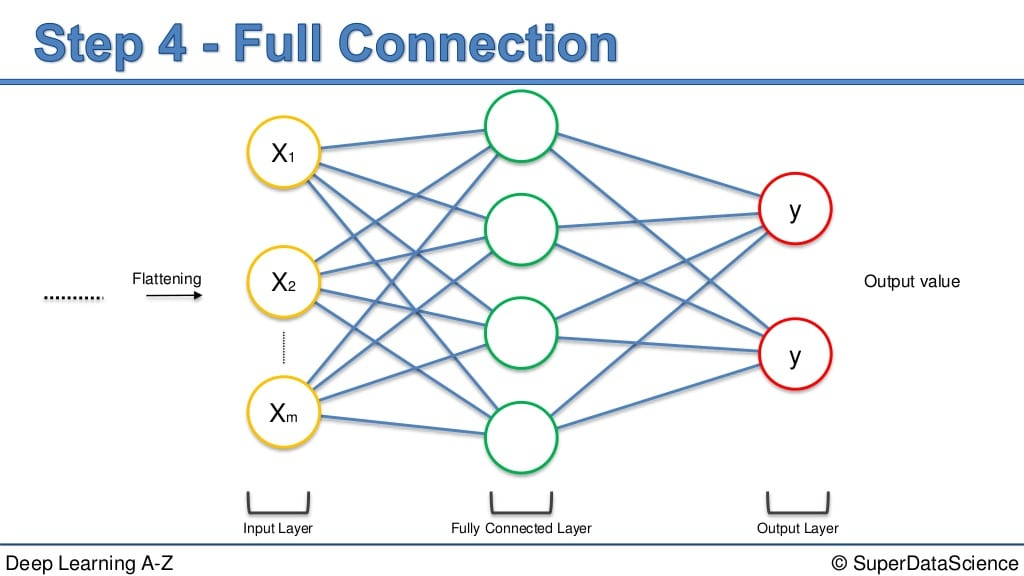 Step 4 - Full Connection
X1
X2
Xm
Flattening
y
y
Output value
Input Layer
Fully Connected Layer
Output Layer
Deep Learning A-Z
© SuperDataScience